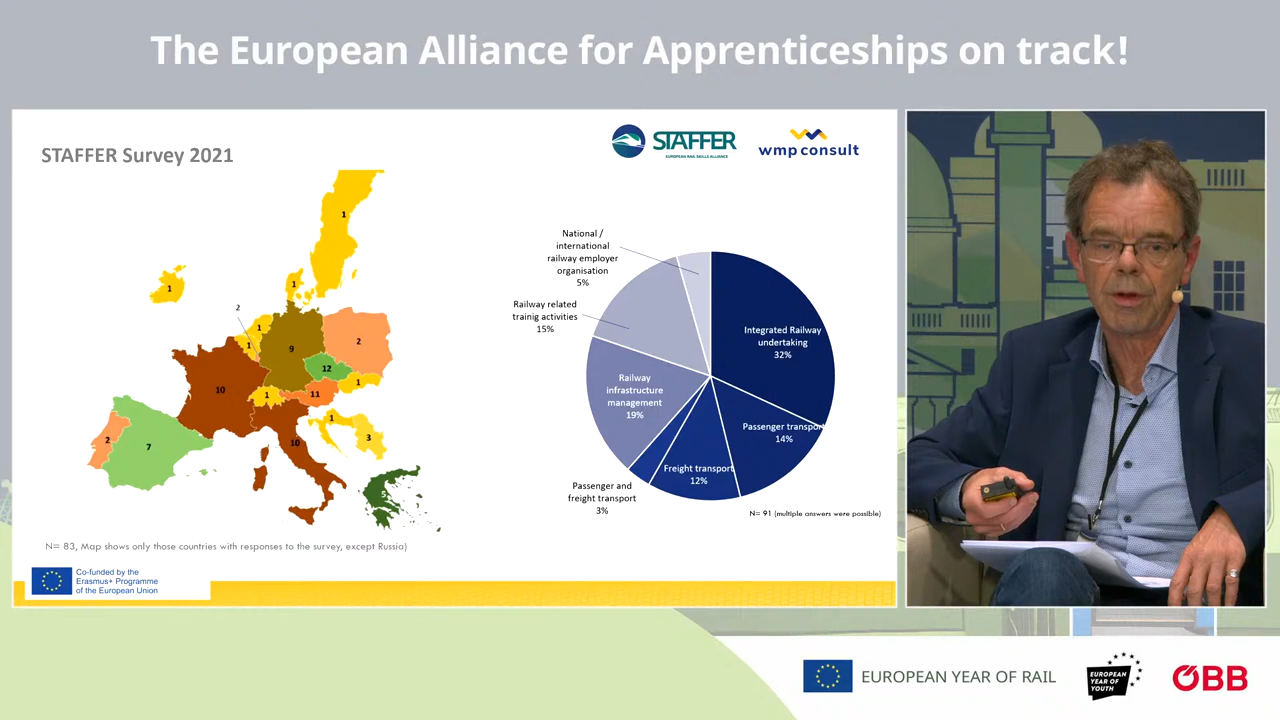 The European Alliance for Apprenticeships on track!
STAFFER Survey 2021
STAFFER
EUROPEAN RAIL SKILLS ALLIANCE
wmp consult
1
1
1
2
1
1
9
2
12
10
1
11
1
1
10
3
2
7
5
National /
international
railway employer
organisation
5%
Railway related
trainig activities
15%
Integrated Railway
undertaking
32%
Railway
infrastructure
management
19%
Passenger transport
14%
Freight transport
12%
Passenger and
freight transport
3%
N= 91 (multiple answers were possible)
N= 83, Map shows only those countries with responses to the survey, except Russia)
Co-funded by the
Erasmus+ Programme
of the European Union
EUROPEAN YEAR OF RAIL
EUROPEAN
YEAR OF
YOUTH
ÖBB